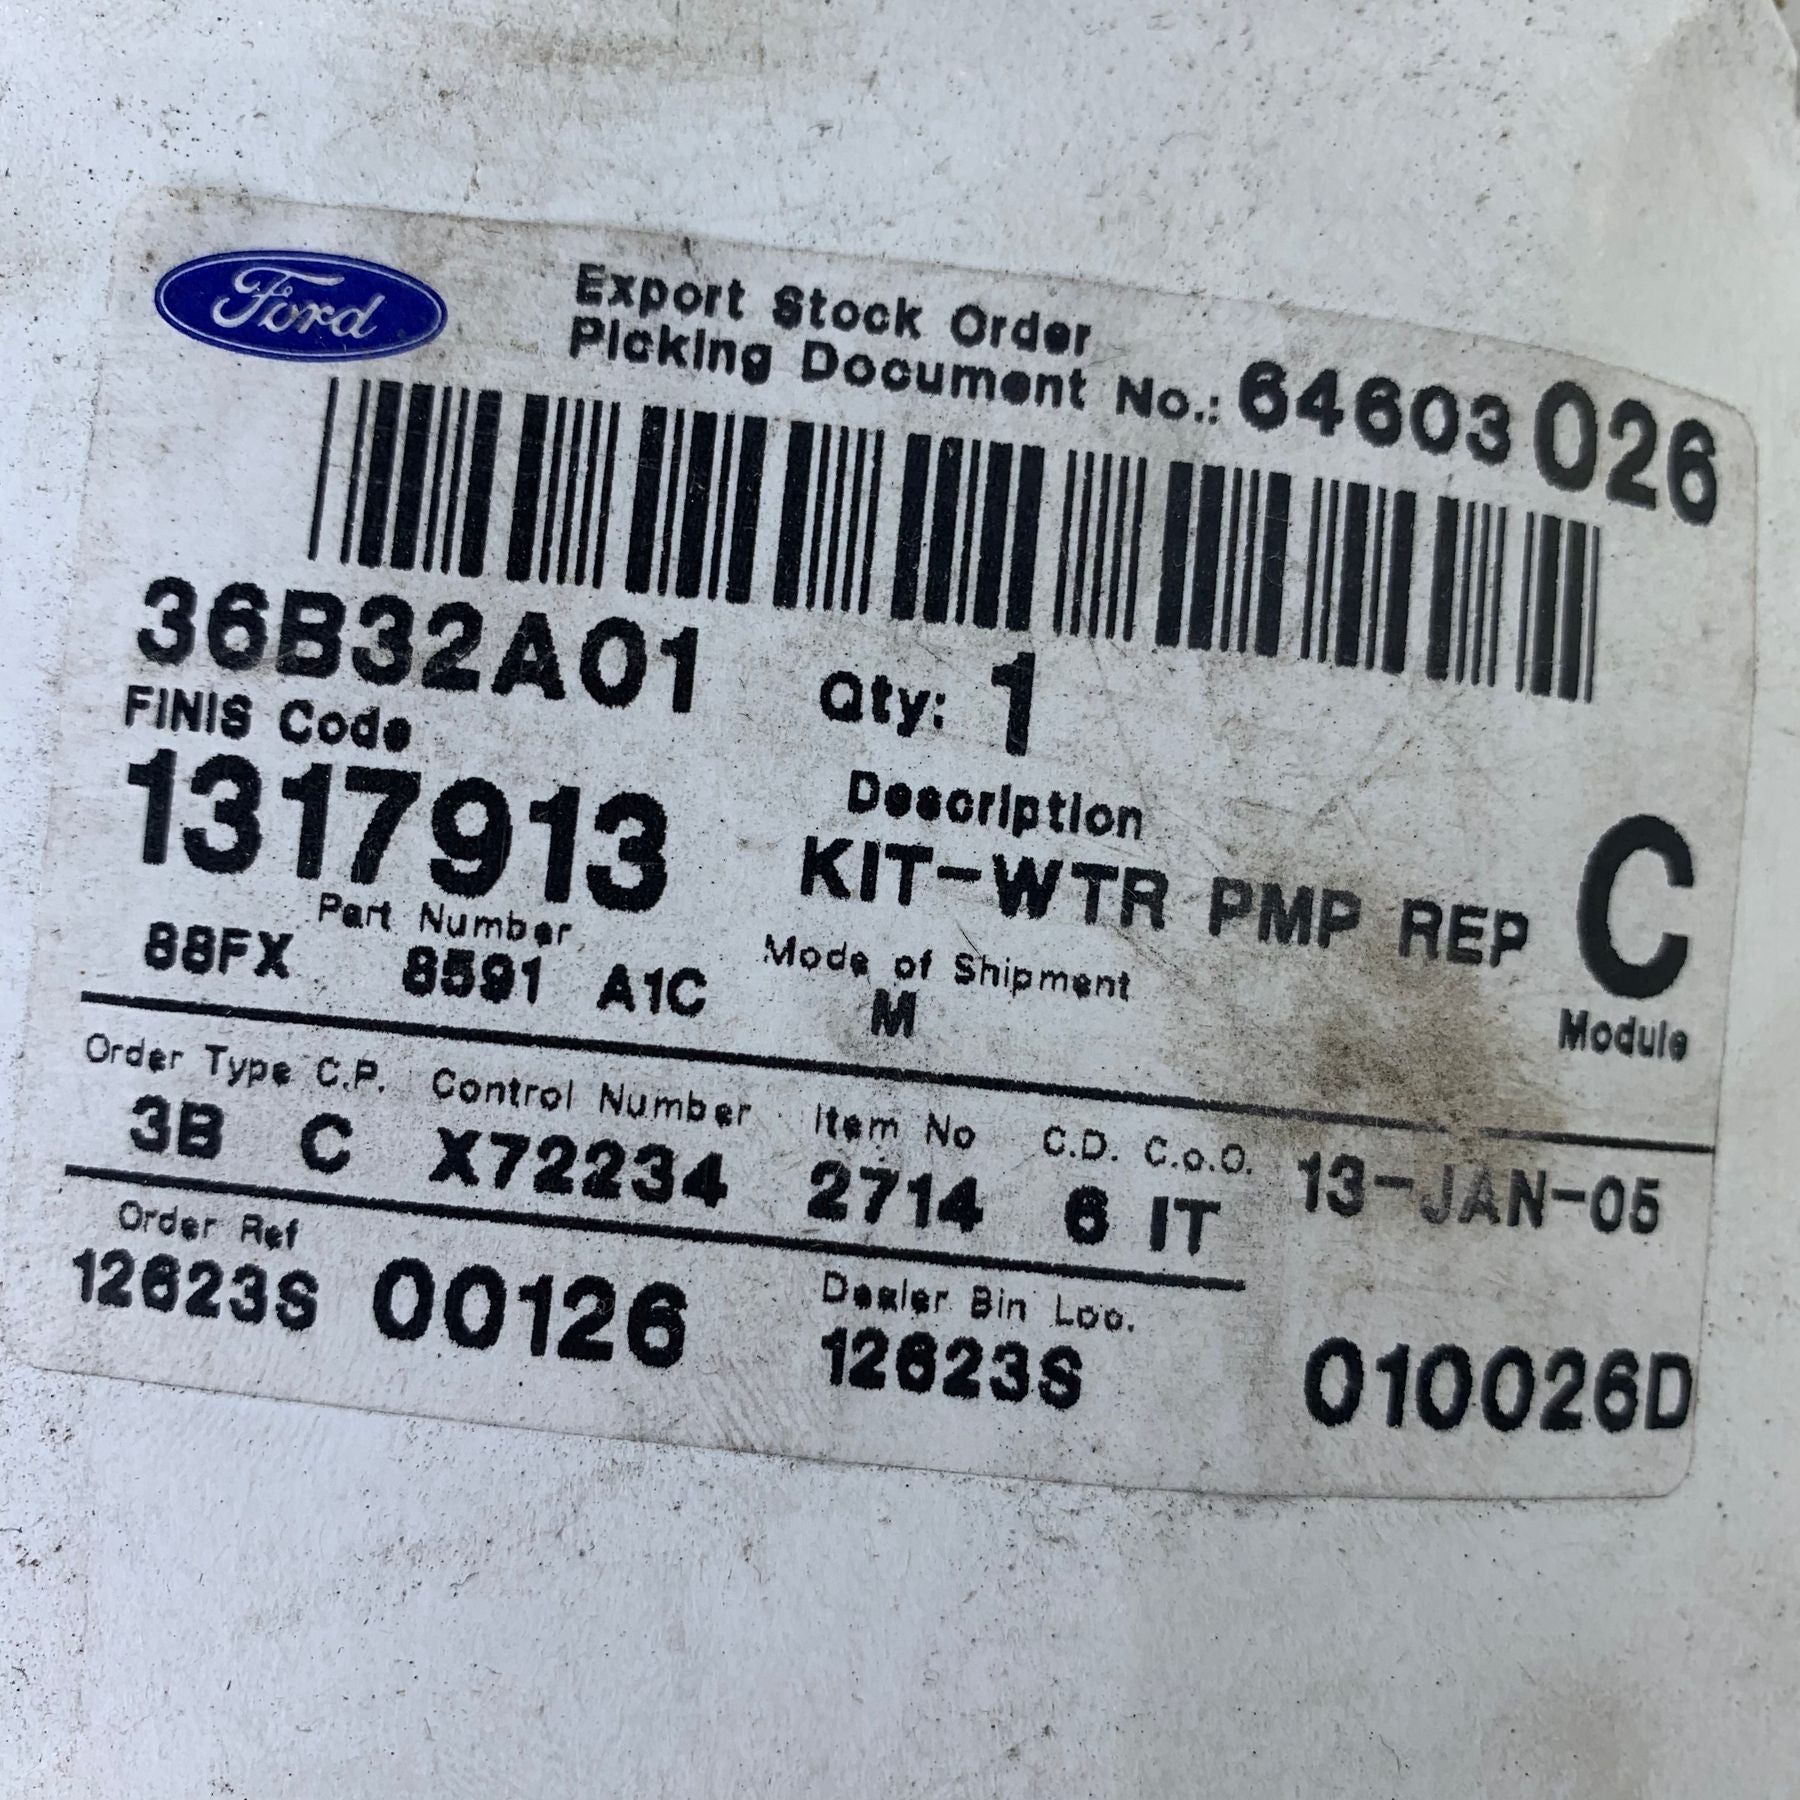 Ford
Export Stock Order
Picking Document No.: 64603 026
36B32A01 Qty: 1
FINIS Code
1317913
Description
KIT-WTR PMP REP
C
Module
Part Number
88FX 8591 A1C
Mode of Shipment
M
Order Type C.P. Control Number Item No C.D. C.o.O.
3B C X72234 2714 6 IT 13-JAN-05
Order Ref
12623S 00126
Dealer Bin Loc.
12623S
010026D